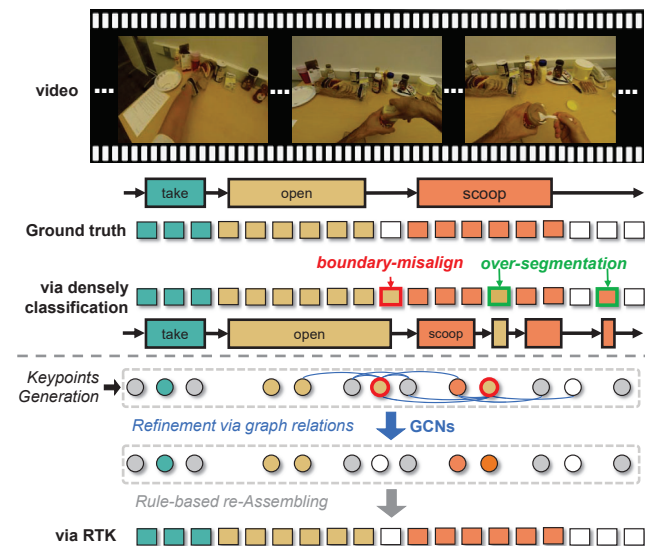 video
take open scoop
Ground truth
boundary-misalign over-segmentation
via densely
classification
take open scoop
Keypoints
Generation
Refinement via graph relations GCNs
Rule-based re-Assembling
via RTK